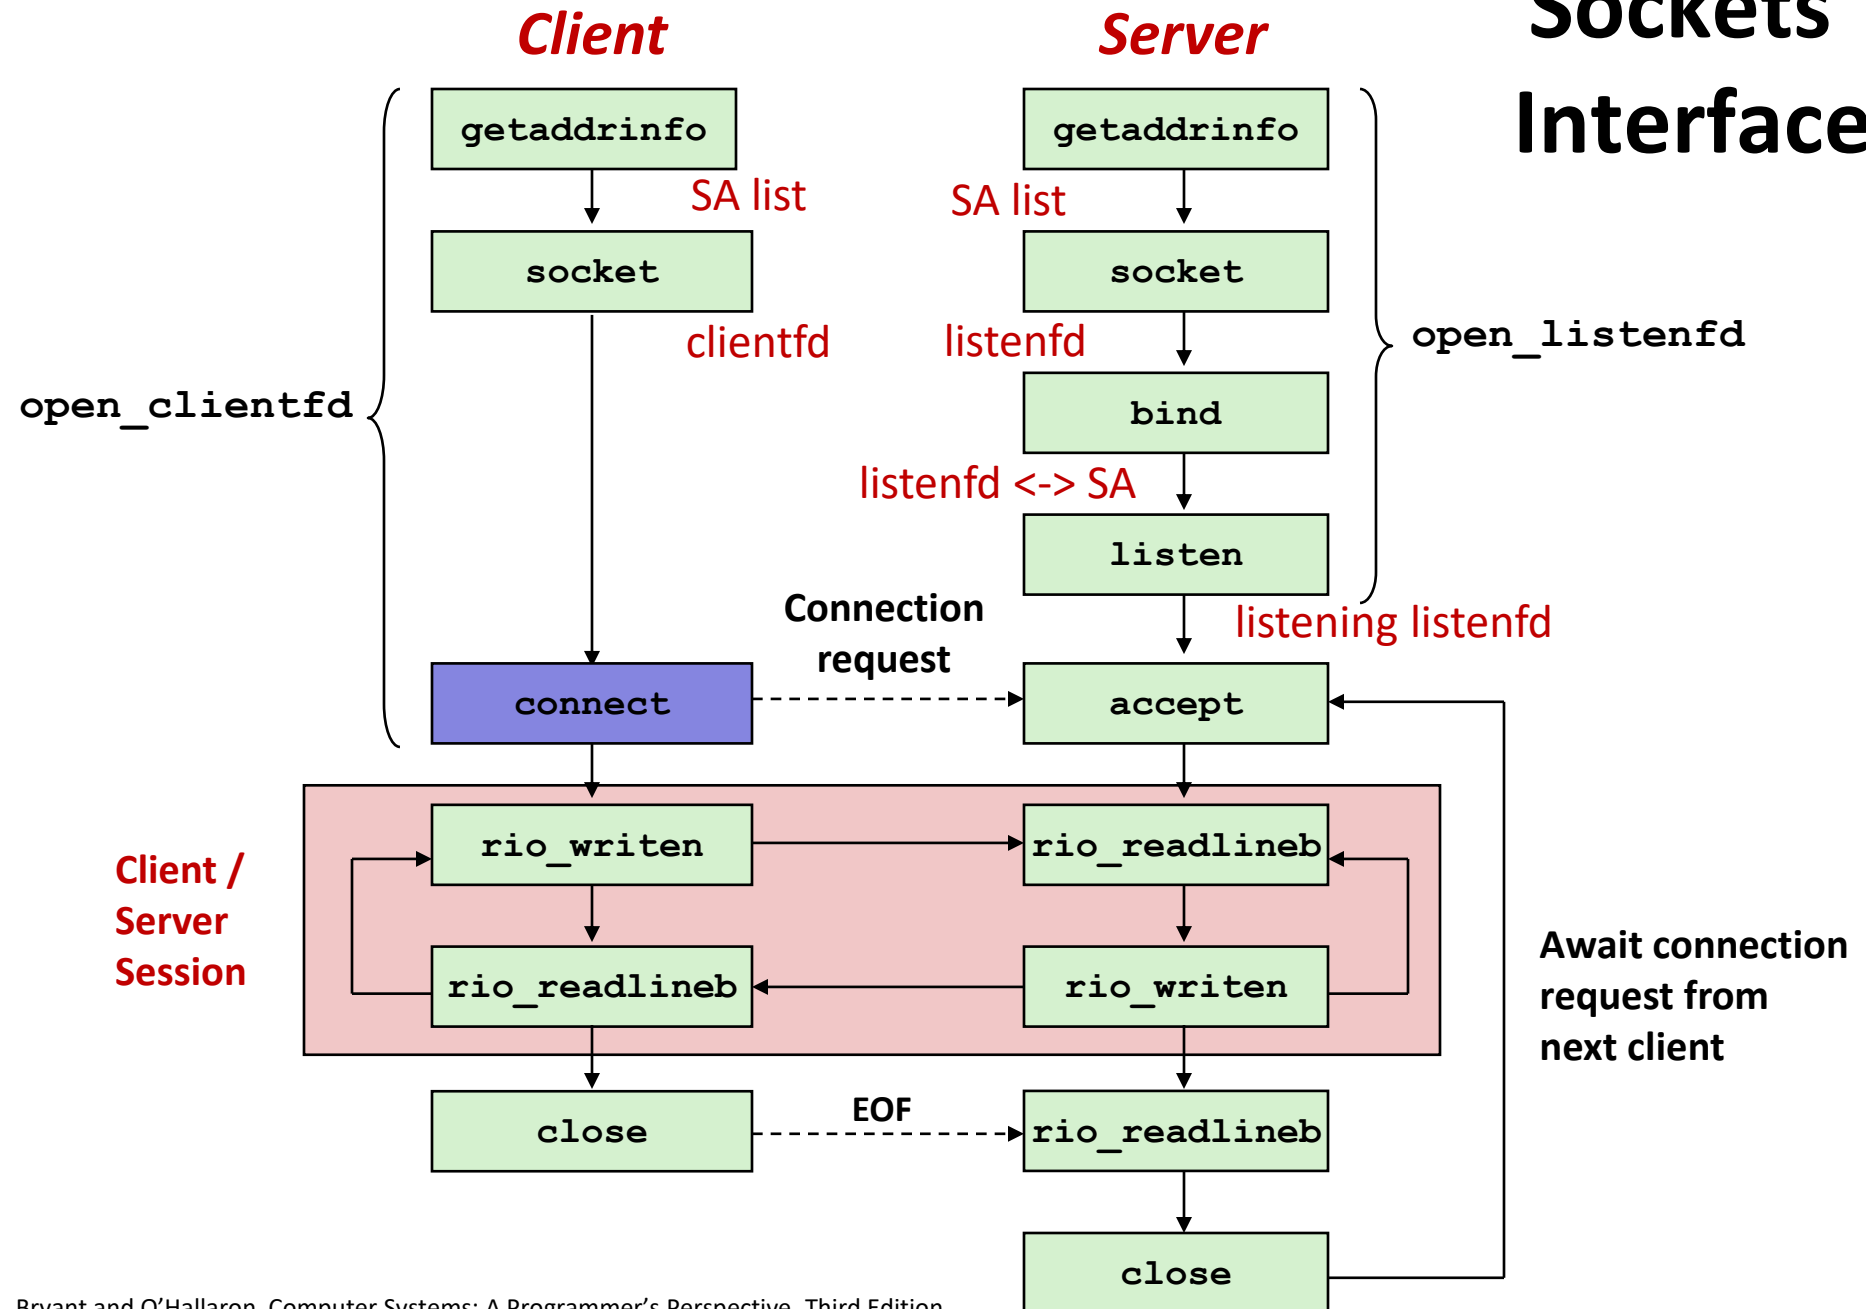 Sockets
Interface
Client
Server
getaddrinfo
getaddrinfo
SA list
SA list
socket
socket
clientfd
listenfd
open_listenfd
open_clientfd
bind
listenfd <-> SA
listen
Connection
request
listening listenfd
connect
accept
Client /
Server
Session
rio_writen
rio_readlineb
rio_readlineb
rio_writen
Await connection
request from
next client
close
EOF
rio_readlineb
close
Bryant and O'Hallaron, Computer Systems: A Programmer's Perspective, Third Edition